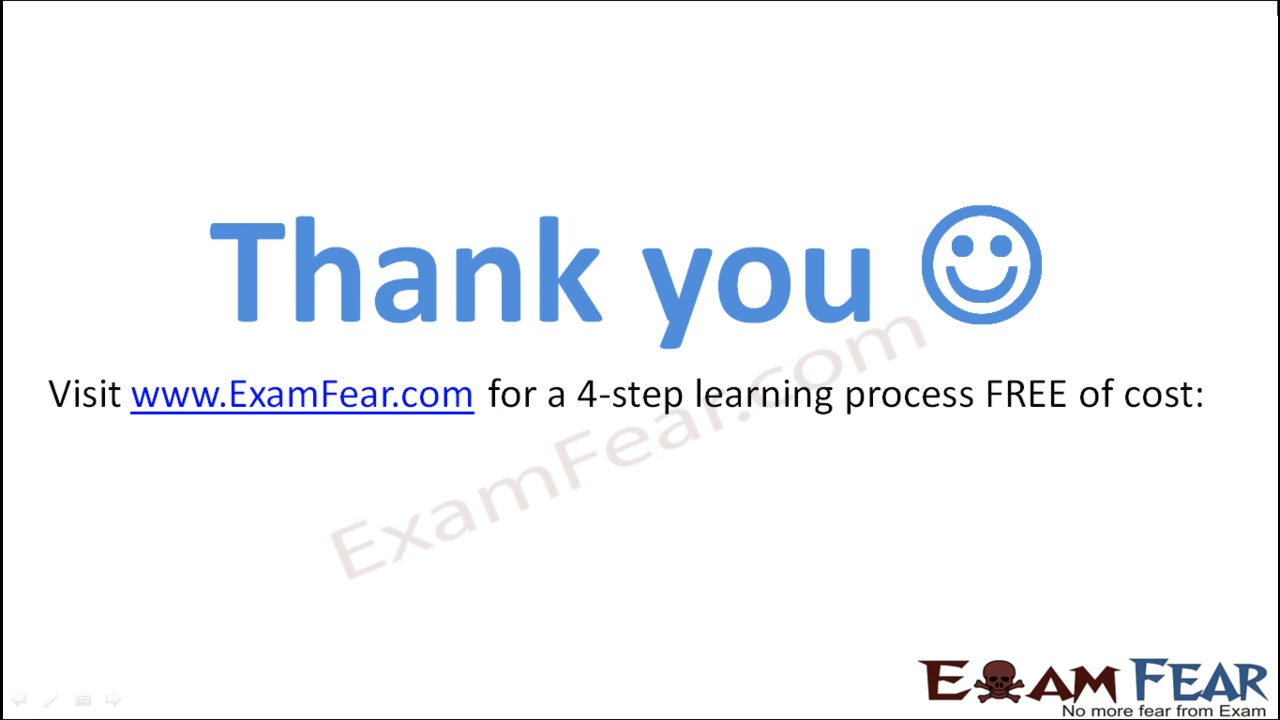 Thank you
Visit www.ExamFear.com for a 4-step learning process FREE of cost:
ExamFear.com
EXAM FEAR
No more fear from Exam